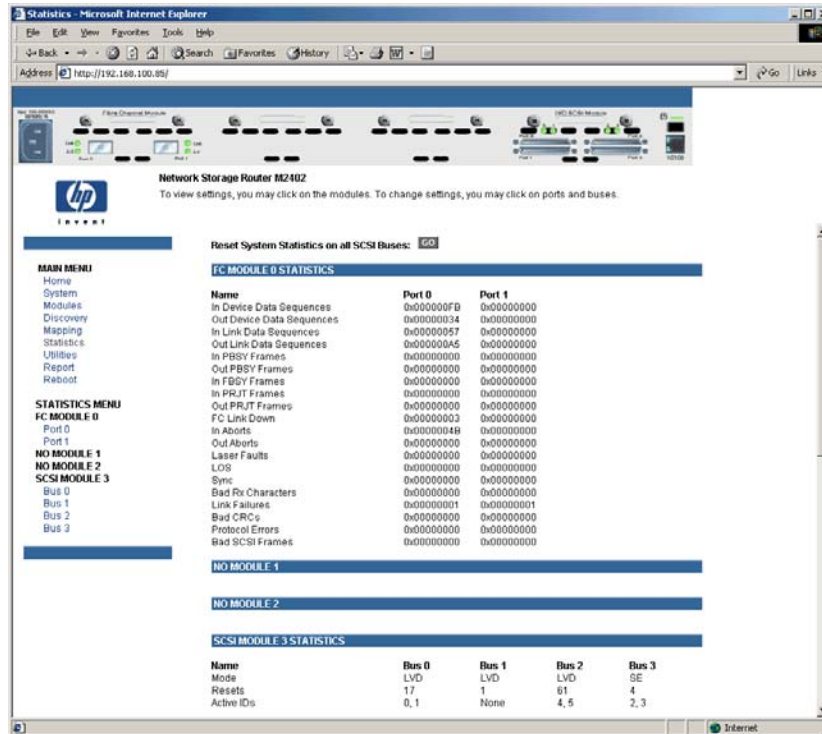 Statistics - Microsoft Internet Explorer
File Edit View Favorites Tools Help
Back Search Favorites History
Address http://192.168.100.85/ Go Links
Fibre Channel Module
Network Storage Router M2402
To view settings, you may click on the modules. To change settings, you may click on ports and buses.
hp
invent
Reset System Statistics on all SCSI Buses: GO
MAIN MENU
Home
System
Modules
Discovery
Mapping
Statistics
Utilities
Report
Reboot
STATISTICS MENU
FC MODULE 0
Port 0
Port 1
NO MODULE 1
NO MODULE 2
SCSI MODULE 3
Bus 0
Bus 1
Bus 2
Bus 3
FC MODULE 0 STATISTICS
Name Port 0 Port 1
In Device Data Sequences 0x000000FB 0x00000000
Out Device Data Sequences 0x00000034 0x00000000
In Link Data Sequences 0x00000057 0x00000000
Out Link Data Sequences 0x000000A5 0x00000000
In PBSY Frames 0x00000000 0x00000000
Out PBSY Frames 0x00000000 0x00000000
In FBSY Frames 0x00000000 0x00000000
In PRJT Frames 0x00000000 0x00000000
Out PRJT Frames 0x00000000 0x00000000
FC Link Down 0x00000003 0x00000000
In Aborts 0x0000004B 0x00000000
Out Aborts 0x00000000 0x00000000
Laser Faults 0x00000000 0x00000000
LOS 0x00000000 0x00000000
Sync 0x00000000 0x00000000
Bad Rx Characters 0x00000000 0x00000000
Link Failures 0x00000001 0x00000001
Bad CRCs 0x00000000 0x00000000
Protocol Errors 0x00000000 0x00000000
Bad SCSI Frames 0x00000000 0x00000000
NO MODULE 1
NO MODULE 2
SCSI MODULE 3 STATISTICS
Name Bus 0 Bus 1 Bus 2 Bus 3
Mode LVD LVD LVD SE
Resets 17 1 61 4
Active IDs 0, 1 None 4, 5 2, 3
Internet